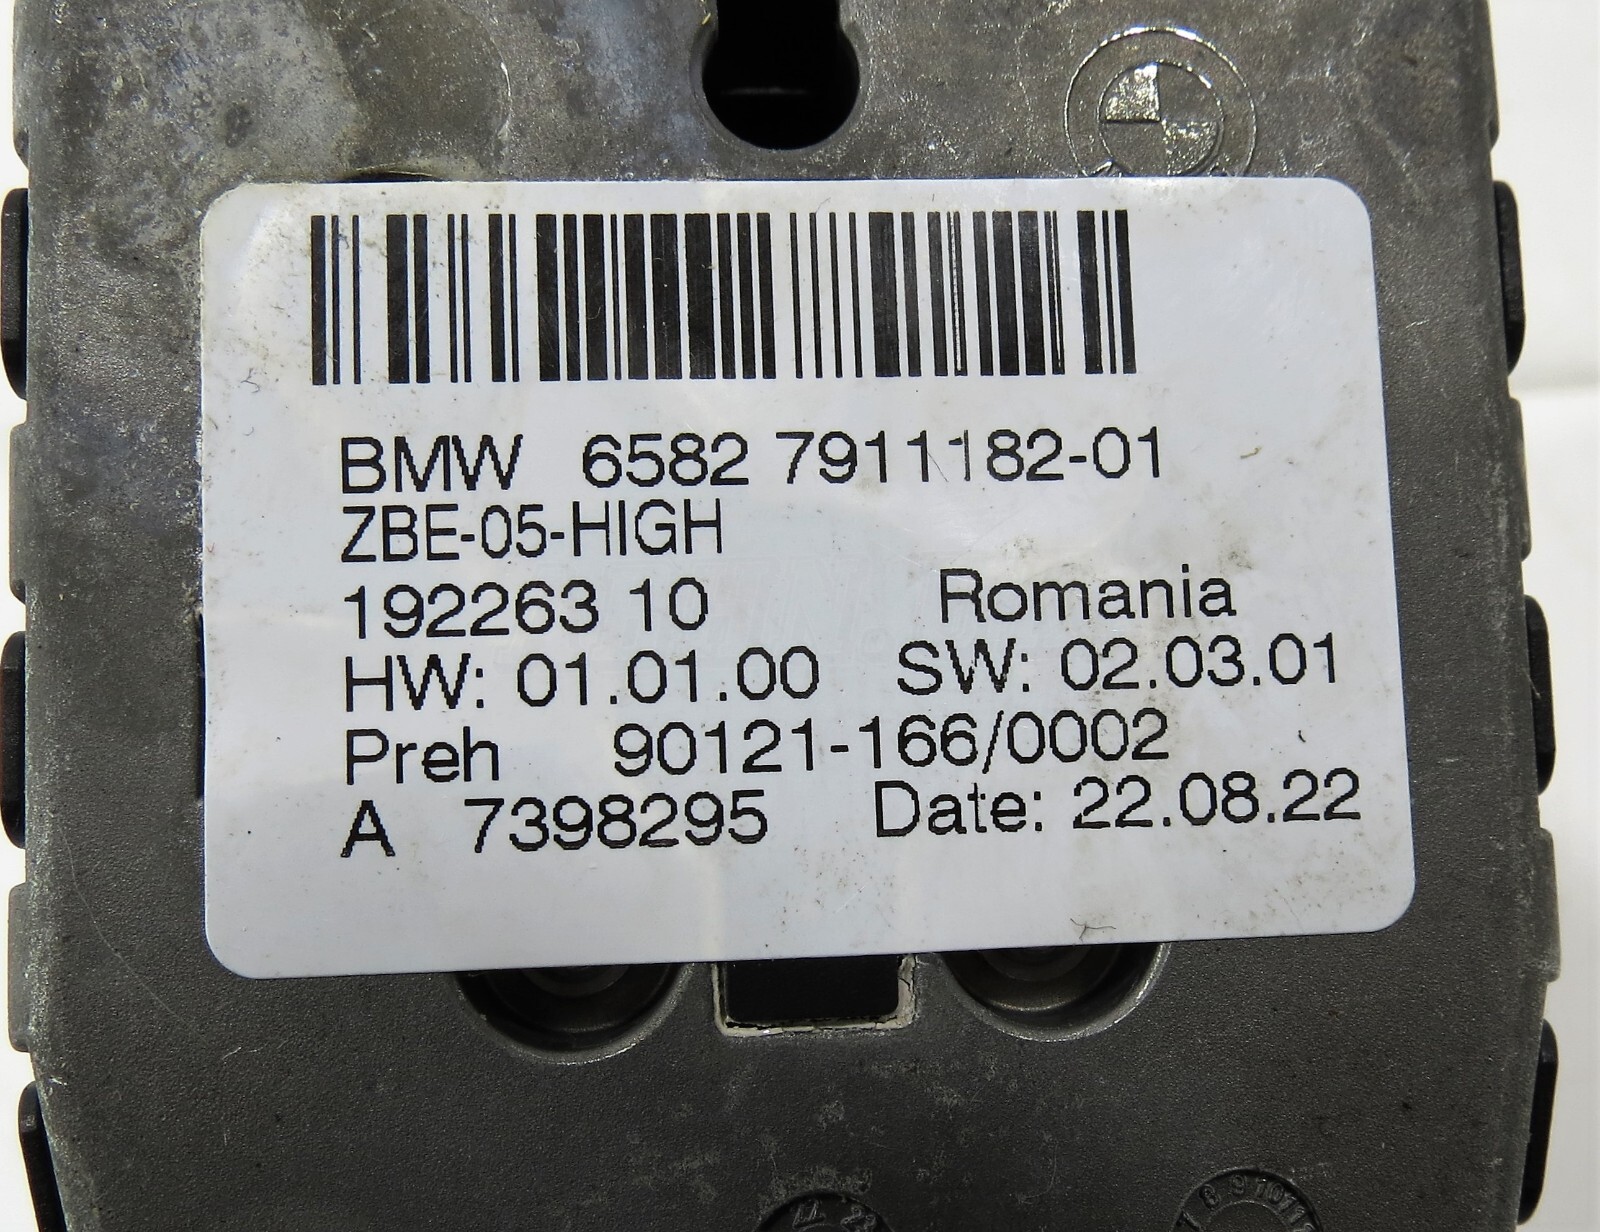 BMW 6582 7911182-01
ZBE-05-HIGH
192263 10 Romania
HW: 01.01.00 SW: 02.03.01
Preh 90121-166/0002
A 7398295 Date: 22.08.22